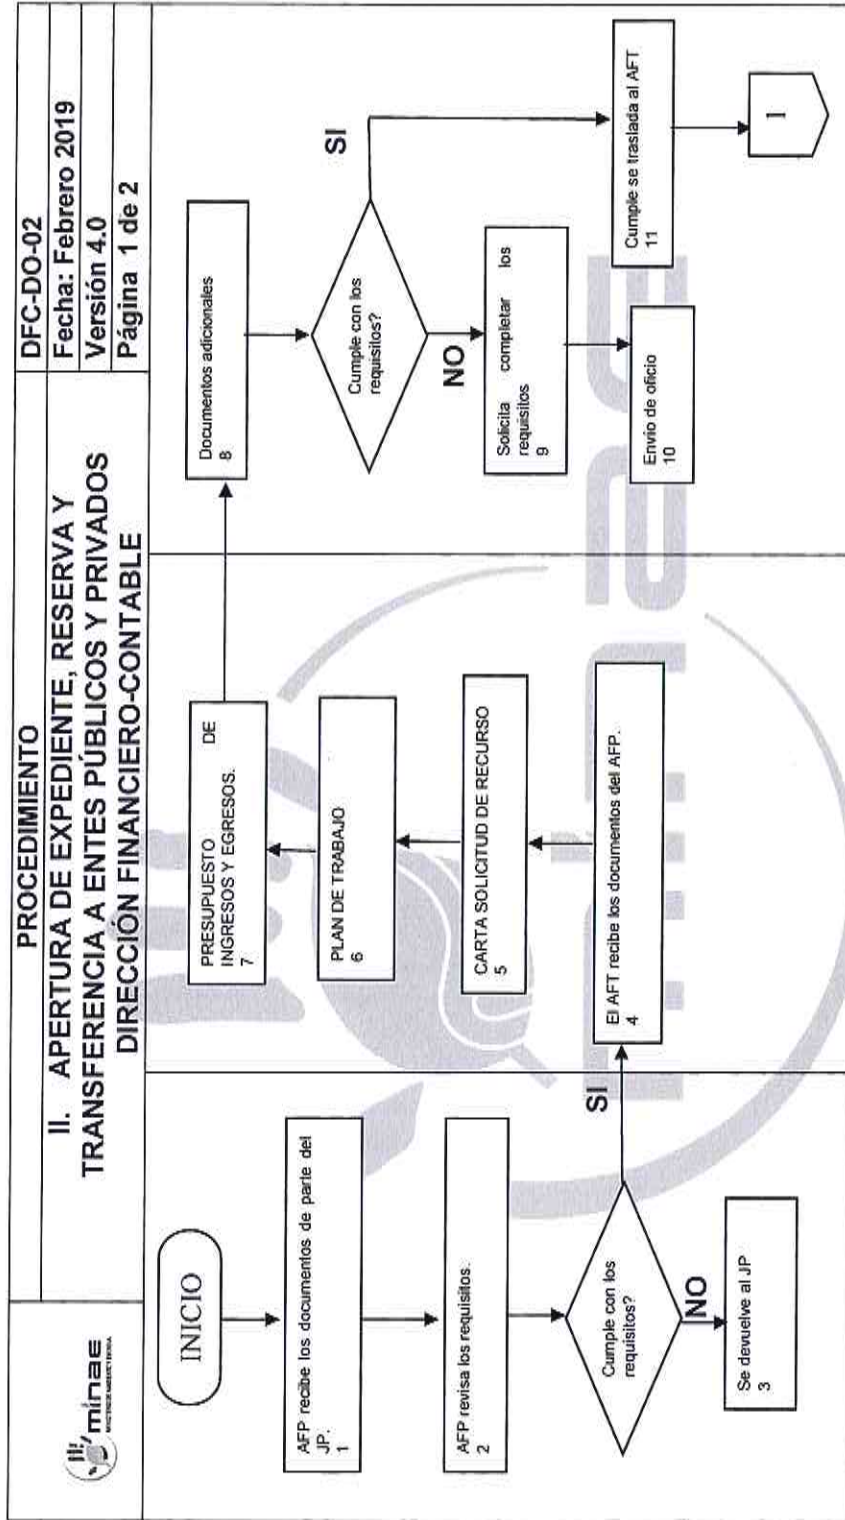 minae
PROCEDIMIENTO
II. APERTURA DE EXPEDIENTE, RESERVA Y
TRANSFERENCIA A ENTES PÚBLICOS Y PRIVADOS
DIRECCIÓN FINANCIERO-CONTABLE
DFC-DO-02
Fecha: Febrero 2019
Versión 4.0
Página 1 de 2
INICIO
AFP recibe los documentos de parte del
JP.
1
AFP revisa los requisitos.
2
Cumple con los
requisitos?
NO
Se devuelve al JP
3
SI
El AFT recibe los documentos del AFP.
4
CARTA SOLICITUD DE RECURSO
5
PLAN DE TRABAJO
6
PRESUPUESTO DE
INGRESOS Y EGRESOS.
7
Documentos adicionales
8
Cumple con los
requisitos?
NO
Solicita completar los
requisitos
9
Envío de oficio
10
SI
Cumple se traslada al AFT
11
1